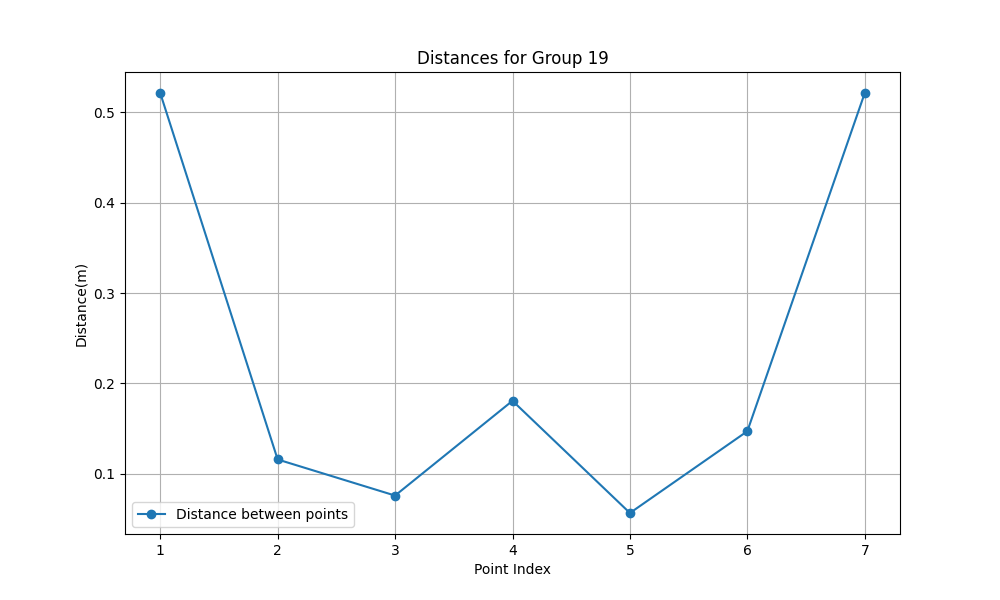 Distances for Group 19
0.5
0.4
0.3
0.2
0.1
Distance(m)
Distance between points
1 2 3 4 5 6 7
Point Index